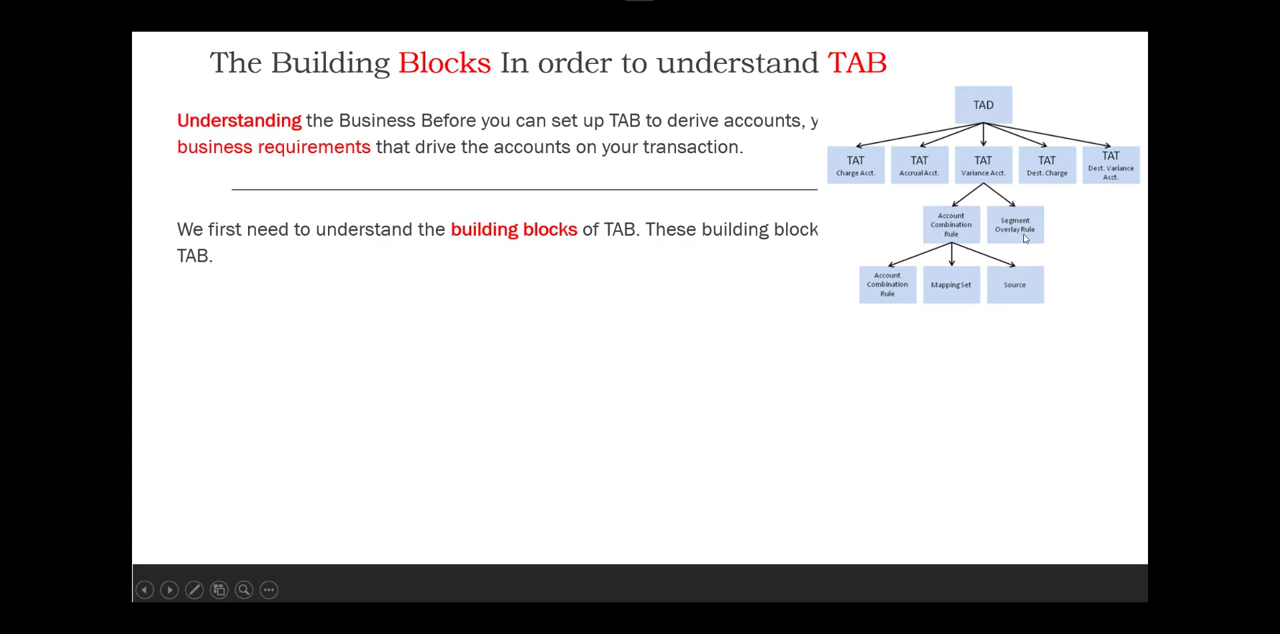 The Building Blocks In order to understand TAB
Understanding the Business Before you can set up TAB to derive accounts, y
business requirements that drive the accounts on your transaction.
We first need to understand the building blocks of TAB. These building block
TAB.
TAD
TAT
Charge Acct.
TAT
Accrual Acct.
TAT
Variance Acct.
TAT
Dest. Charge
TAT
Dest. Variance
Acct.
Account
Combination
Rule
Segment
Overlay Rule
Account
Combination
Rule
Mapping Set
Source